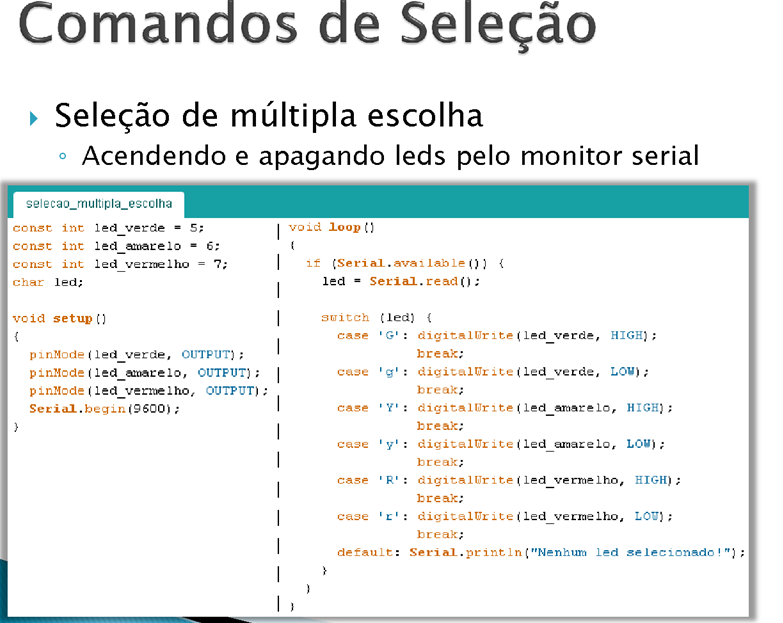 Comandos de Seleção
Seleção de múltipla escolha
Acendendo e apagando leds pelo monitor serial
selecao_multipla_escolha
const int led_verde = 5;
const int led_amarelo = 6;
const int led_vermelho = 7;
char led;
void setup()
{
pinMode(led_verde, OUTPUT);
pinMode(led_amarelo, OUTPUT);
pinMode(led_vermelho, OUTPUT);
Serial.begin(9600);
}
void loop()
{
if (Serial.available()) {
led = Serial.read();
switch (led) {
case 'G': digitalWrite(led_verde, HIGH);
break;
case 'g': digitalWrite(led_verde, LOW);
break;
case 'Y': digitalWrite(led_amarelo, HIGH);
break;
case 'y': digitalWrite(led_amarelo, LOW);
break;
case 'R': digitalWrite(led_vermelho, HIGH);
break;
case 'r': digitalWrite(led_vermelho, LOW);
break;
default: Serial.println("Nenhum led selecionado!");
}
}
}